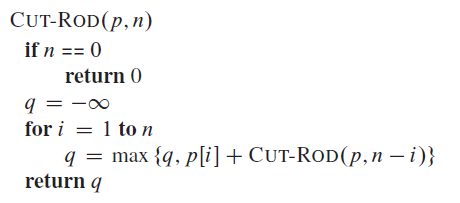 CUT-ROD(p, n)
if n == 0
return 0
q = −∞
for i = 1 to n
q = max {q, p[i] + CUT-ROD(p, n − i)}
return q